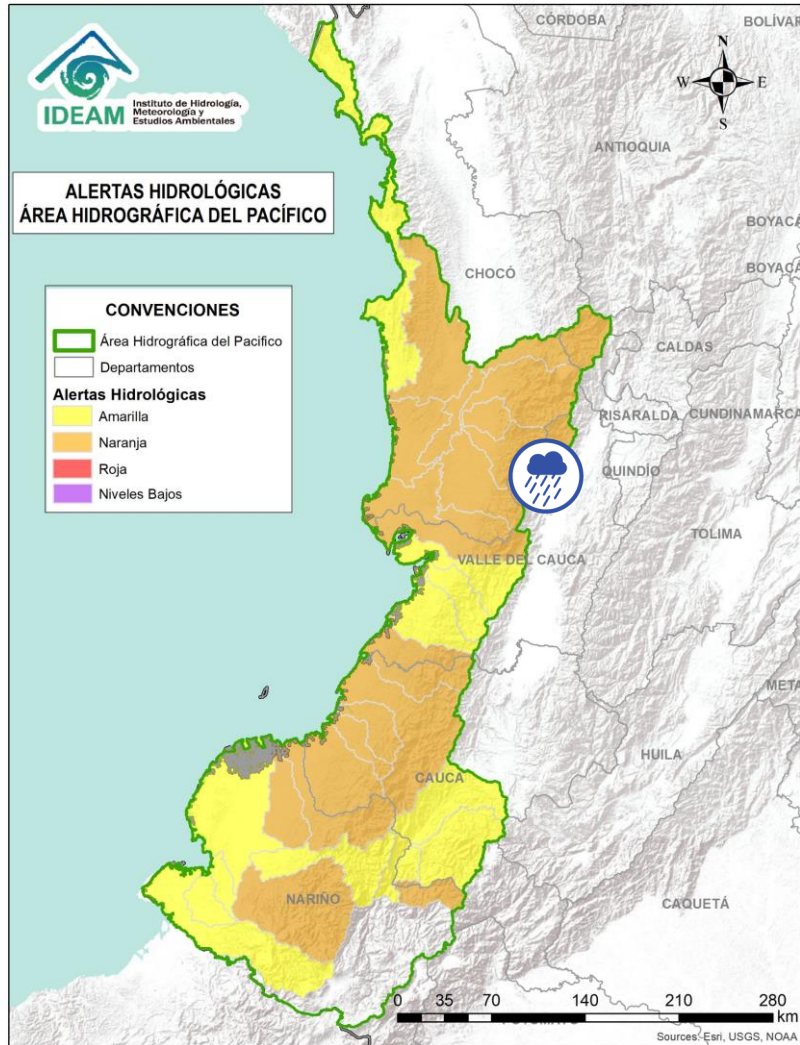 IDEAM
Instituto de Hidrología,
Meteorología y
Estudios Ambientales
ALERTAS HIDROLÓGICAS
ÁREA HIDROGRÁFICA DEL PACÍFICO
CONVENCIONES
Área Hidrográfica del Pacifico
Departamentos
Alertas Hidrológicas
Amarilla
Naranja
Roja
Niveles Bajos
N
W
E
S
CÓRDOBA
BOLÍVAR
ANTIOQUIA
BOYACÁ
BOYACÁ
CHOCÓ
CALDAS
RISARALDA
CUNDINAMARCA
QUINDÍO
TOLIMA
VALLE DEL CAUCA
META
HUILA
CAUCA
NARIÑO
CAQUETÁ
0 35 70 140 210 280
km
Sources: Esri, USGS, NOAA